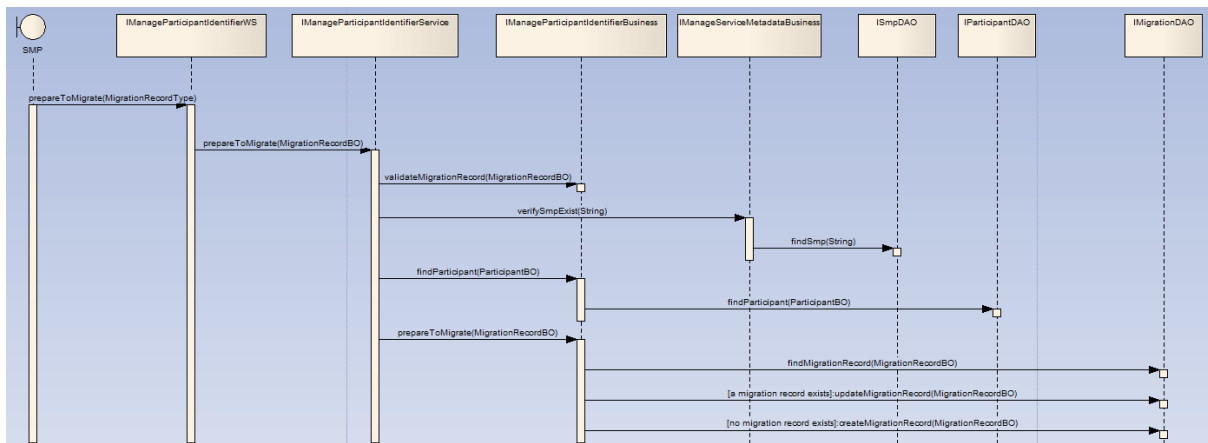 IManageParticipantIdentifierWS
IManageParticipantIdentifierService
IManageParticipantIdentifierBusiness
IManageServiceMetadataBusiness
ISmpDAO
IParticipantDAO
IMigrationDAO
SMP
prepareToMigrate(MigrationRecordType)
prepareToMigrate(MigrationRecordBO)
validateMigrationRecord(MigrationRecordBO)
verifySmpExist(String)
findSmp(String)
findParticipant(ParticipantBO)
findParticipant(ParticipantBO)
prepareToMigrate(MigrationRecordBO)
findMigrationRecord(MigrationRecordBO)
[a migration record exists]:updateMigrationRecord(MigrationRecordBO)
[no migration record exists]:createMigrationRecord(MigrationRecordBO)